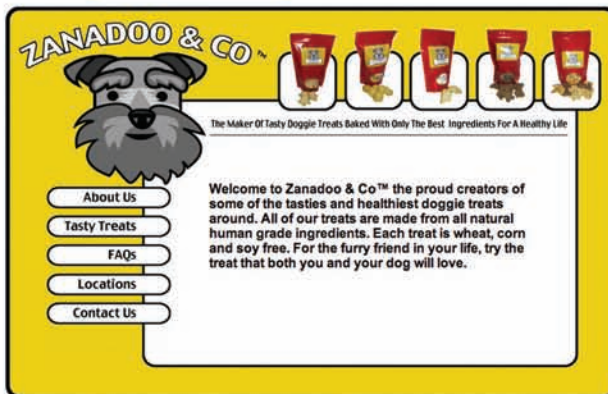 ZANADOO & CO ™
The Maker Of Tasty Doggie Treats Baked With Only The Best Ingredients For A Healthy Life
Welcome to Zanadoo & Co™ the proud creators of
some of the tasties and healthiest doggie treats
around. All of our treats are made from all natural
human grade ingredients. Each treat is wheat, corn
and soy free. For the furry friend in your life, try the
treat that both you and your dog will love.
About Us
Tasty Treats
FAQs
Locations
Contact Us